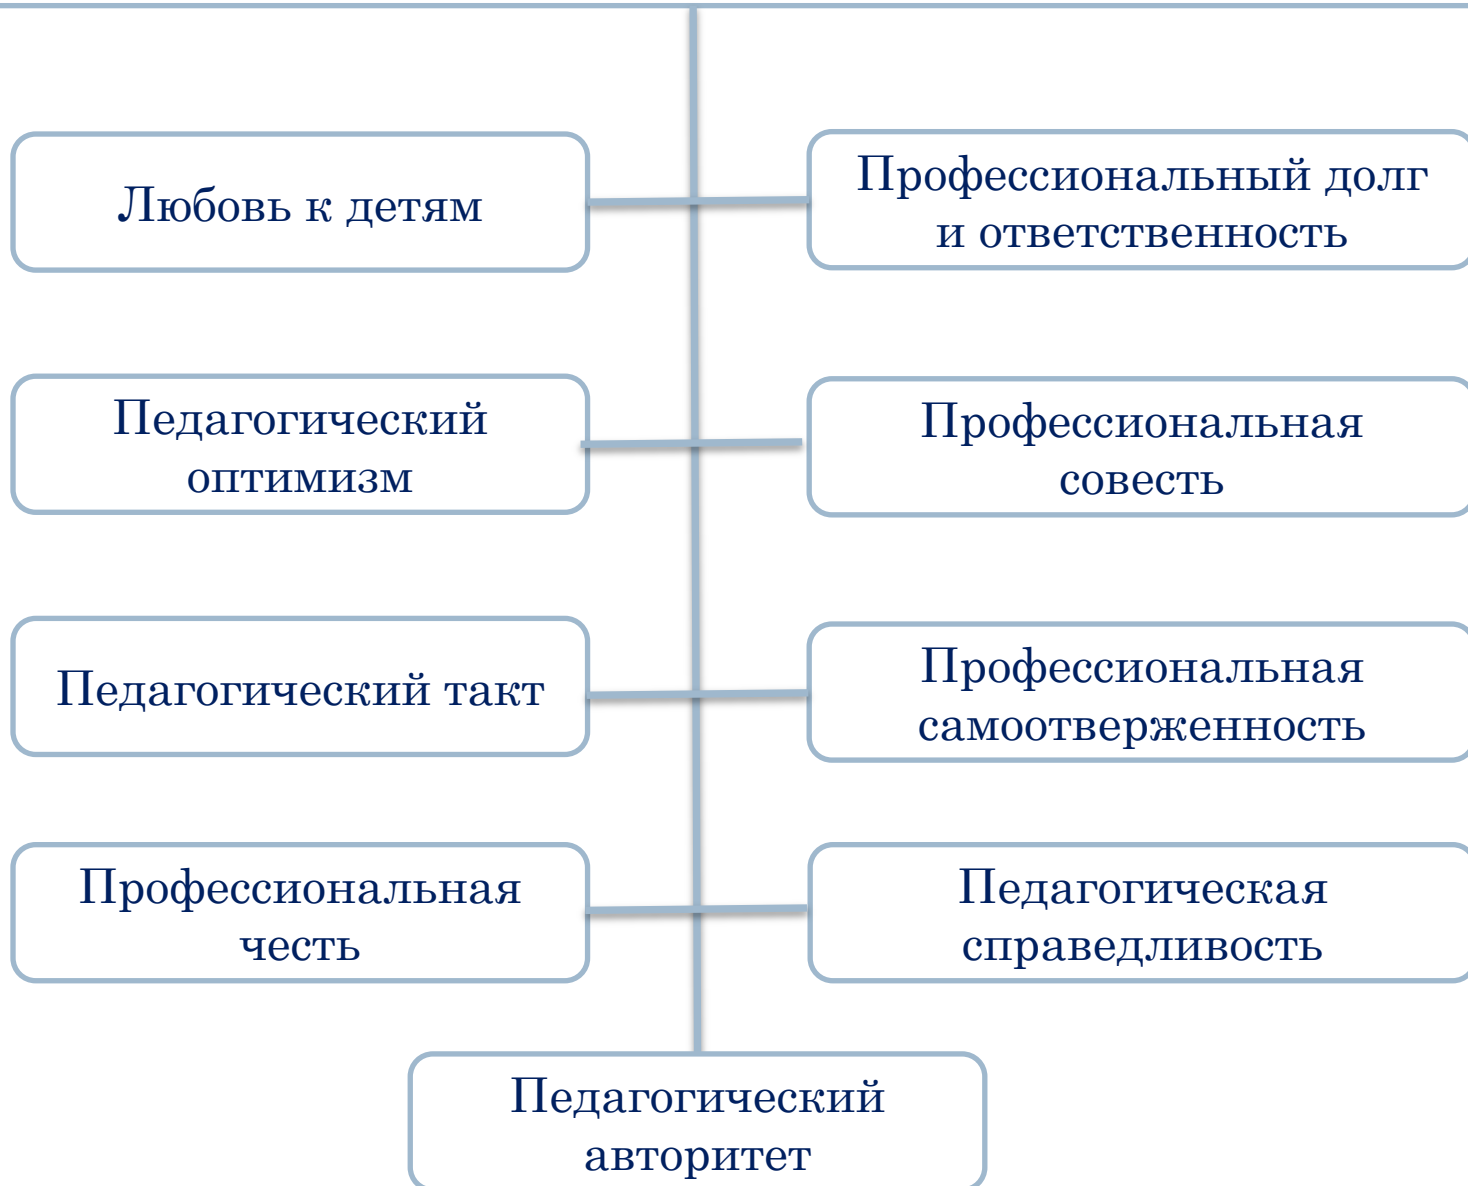 Любовь к детям
Профессиональный долг
и ответственность
Педагогический
оптимизм
Профессиональная
совесть
Педагогический такт
Профессиональная
самоотверженность
Профессиональная
честь
Педагогическая
справедливость
Педагогический
авторитет